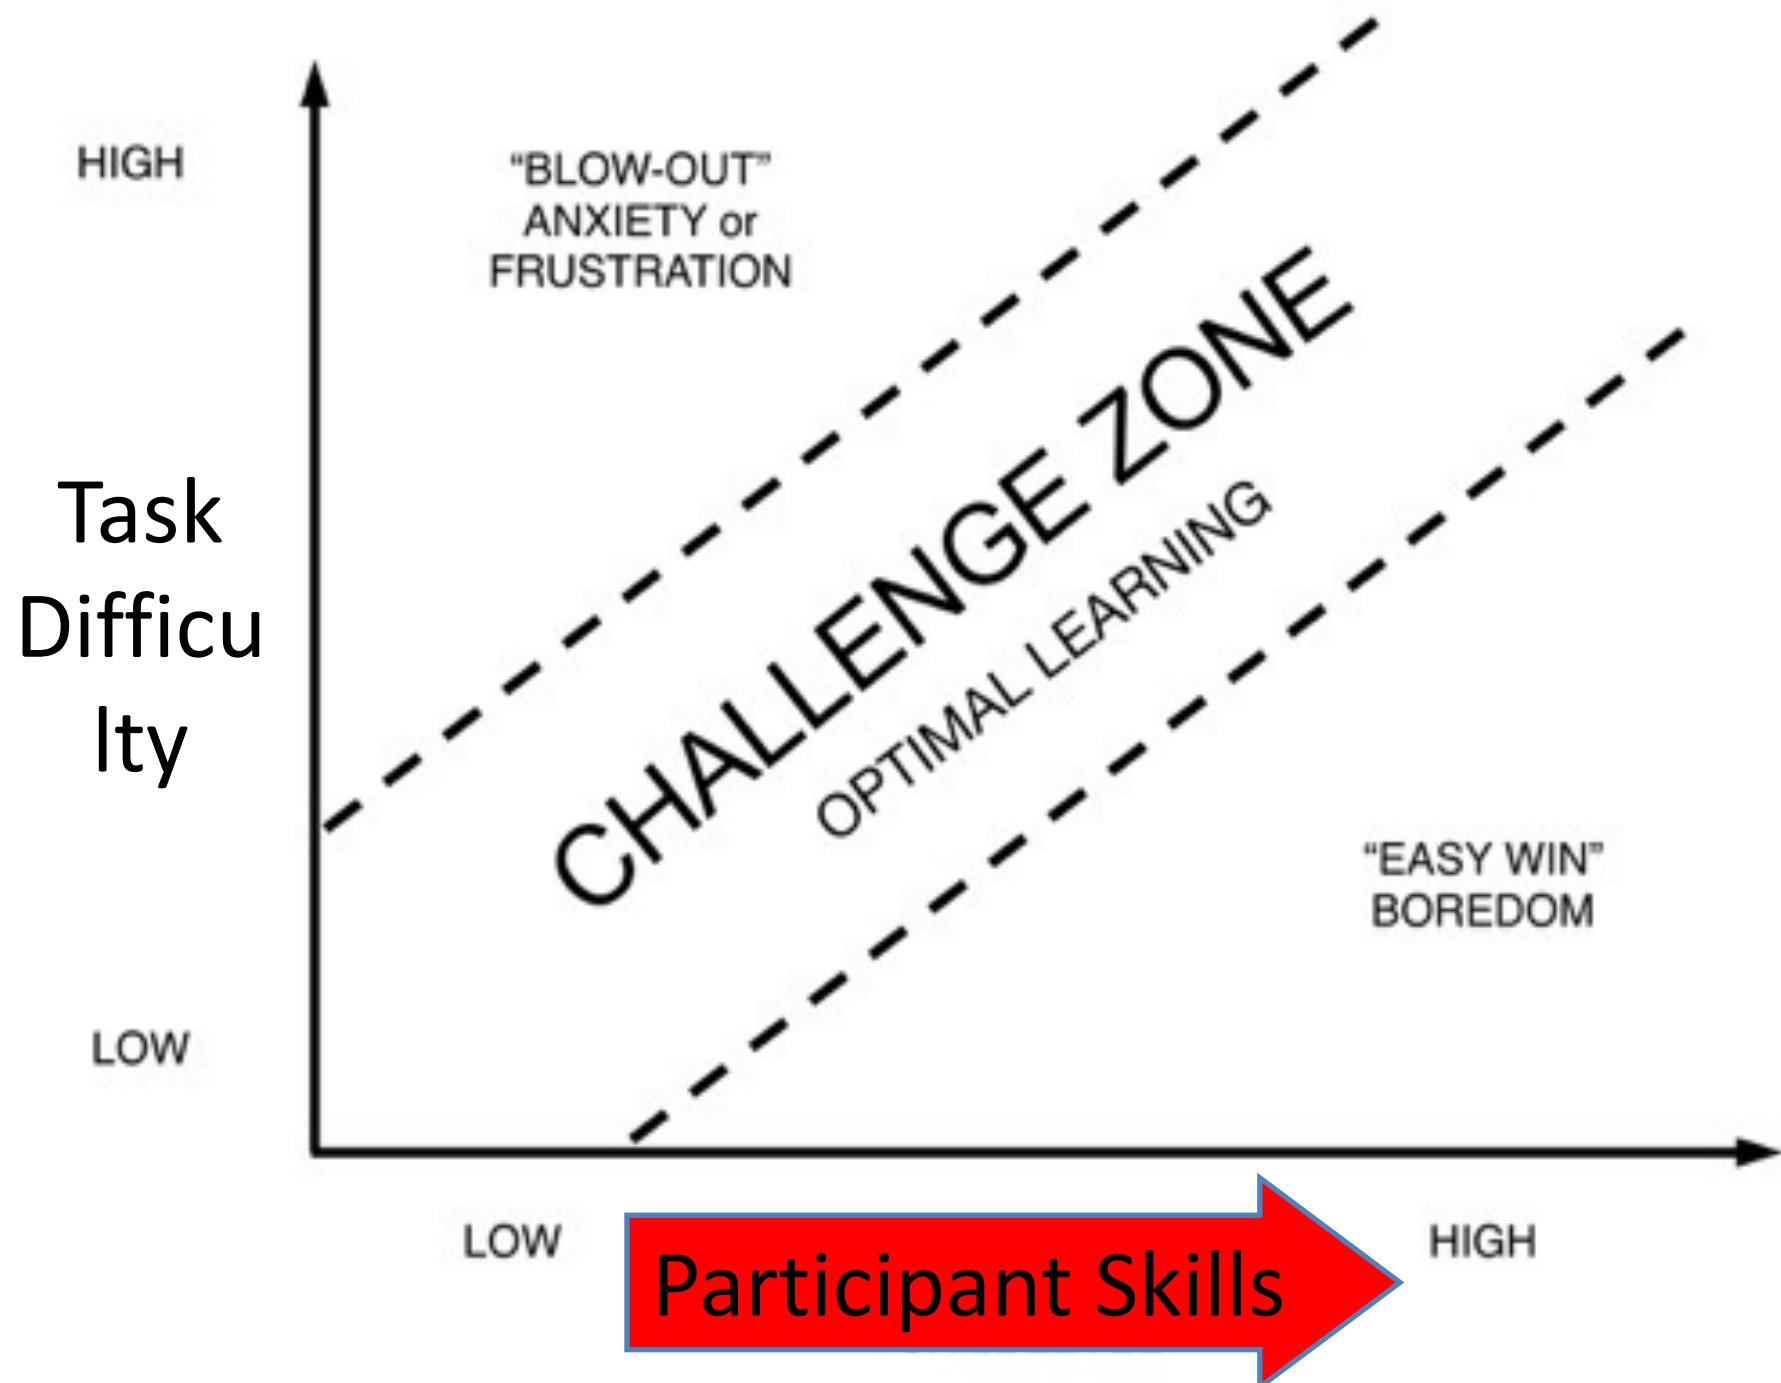 HIGH
“BLOW-OUT”
ANXIETY or
FRUSTRATION
Task
Difficu
lty
CHALLENGE ZONE
OPTIMAL LEARNING
“EASY WIN”
BOREDOM
LOW
LOW
Participant Skills
HIGH